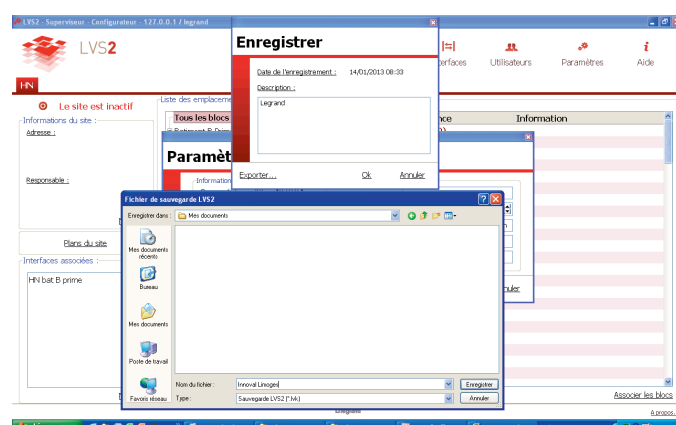 LVS2 - Superviseur - Configurateur - 127.0.0.1 / legrand
LVS2
Utilisateurs
Paramètres
Aide
HN
Le site est inactif
Informations du site :
Adresse :
Responsable :
Plans du site
Interfaces associées :
HN bat B prime
Liste des emplaceme
Tous les blocs
Information
Associer les blocs
A propos.
Enregistrer
Date de l'enregistrement : 14/01/2013 08:33
Description :
Legrand
Exporter... Ok Annuler
Paramèt
Information
nuler
Fichier de sauvegarde LVS2
Enregistrer dans : Mes documents
Mes documents
récents
Bureau
Mes documents
Poste de travail
Favoris réseau
Nom du fichier : Innoval Limoges Enregistrer
Type : Sauvegarde LVS2 (*.lvk) Annuler